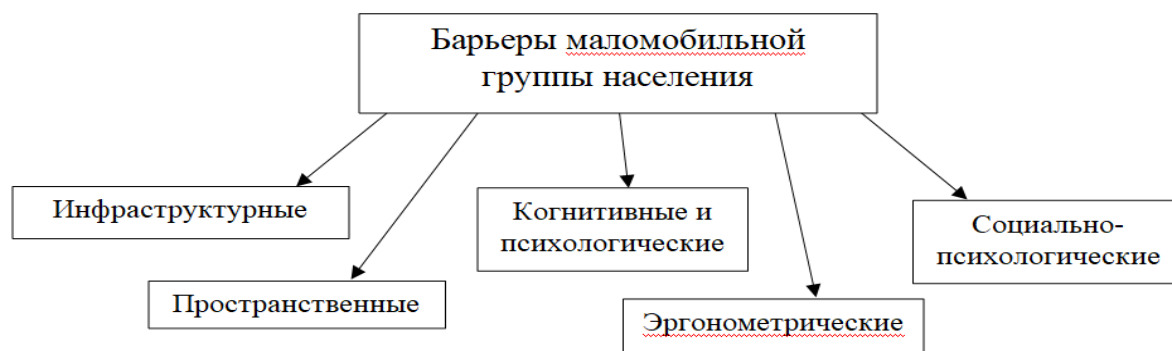 Барьеры маломобильной
группы населения
Инфраструктурные
Пространственные
Когнитивные и
психологические
Эргонометрические
Социально-
психологические